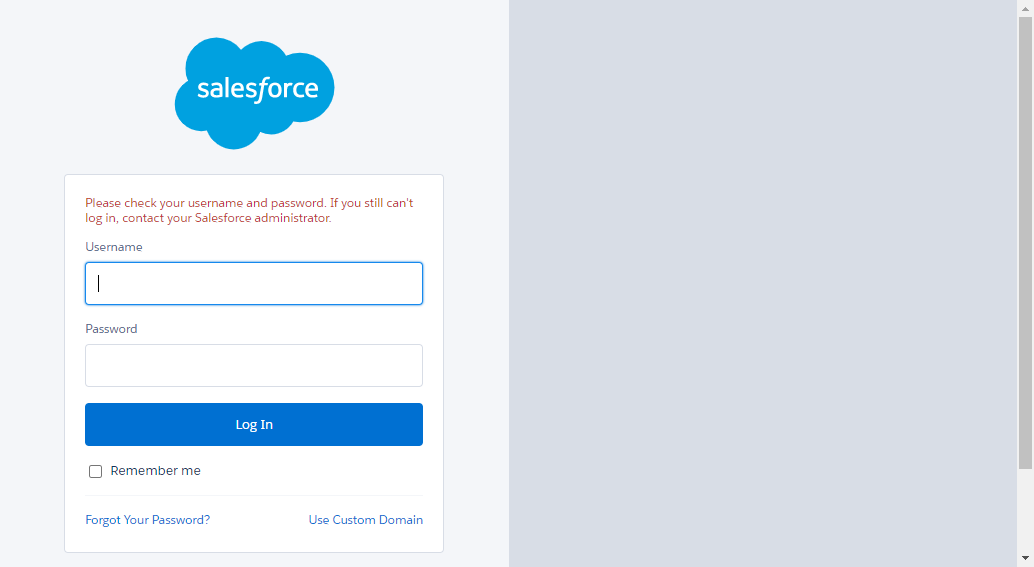 salesforce
Please check your username and password. If you still can't
log in, contact your Salesforce administrator.
Username
Password
Log In
Remember me
Forgot Your Password?
Use Custom Domain